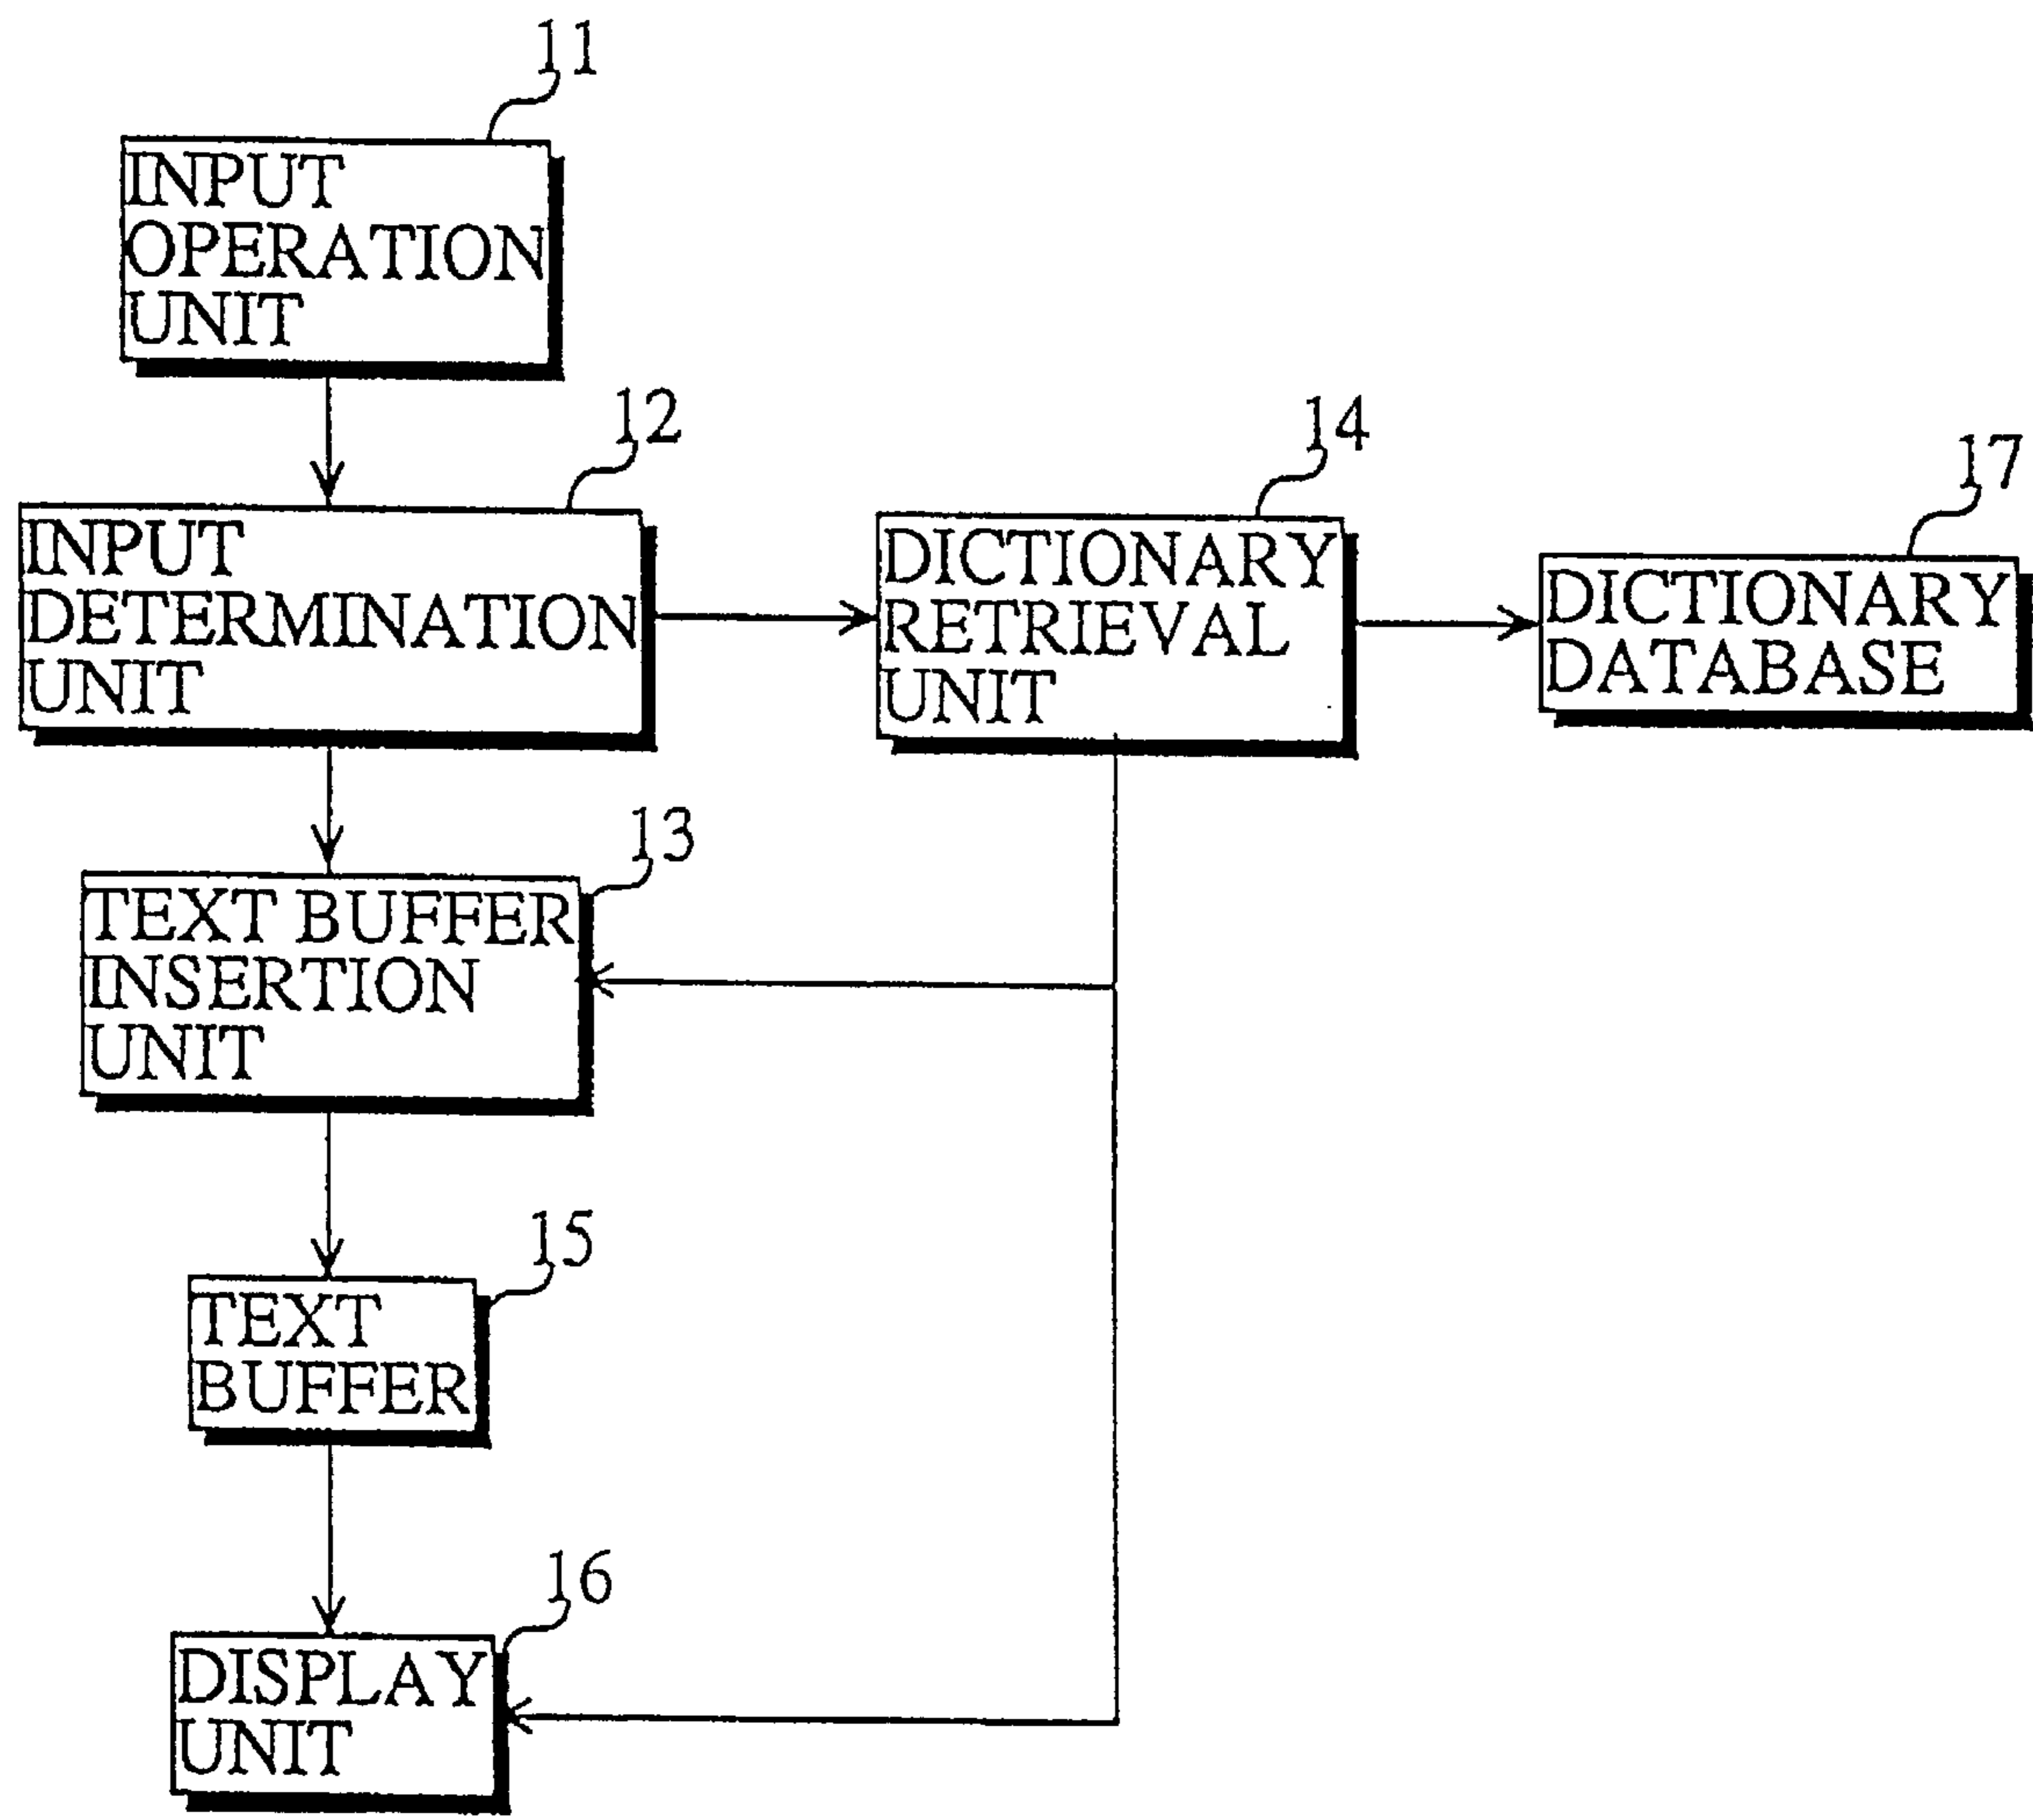 11
INPUT
OPERATION
UNIT
12
INPUT
DETERMINATION
UNIT
14
DICTIONARY
RETRIEVAL
UNIT
17
DICTIONARY
DATABASE
13
TEXT BUFFER
INSERTION
UNIT
15
TEXT
BUFFER
16
DISPLAY
UNIT